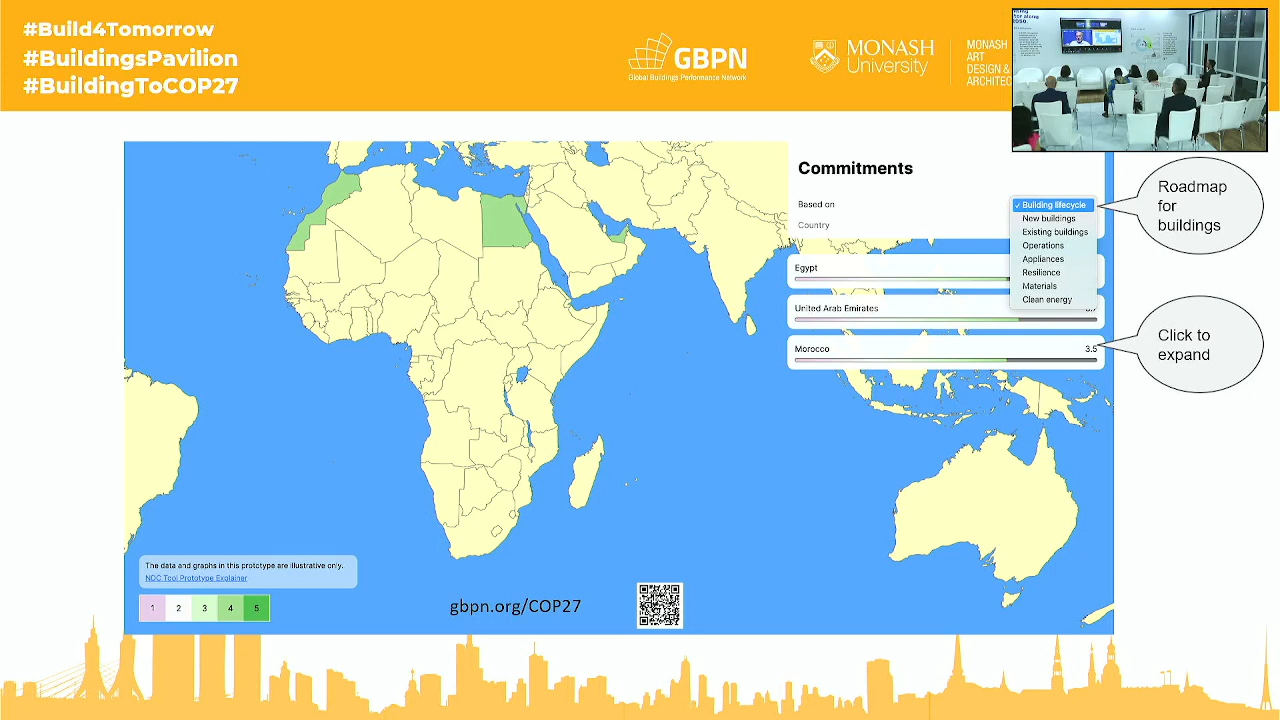 #Build4Tomorrow
#BuildingsPavilion
#BuildingToCOP27
GBPN
Global Buildings Performance Network
MONASH
University
MONASH
ART
DESIGN &
ARCHITEC
Commitments
Based on
Country
✓ Building lifecycle
New buildings
Existing buildings
Operations
Appliances
Resilience
Materials
Clean energy
Egypt
United Arab Emirates
Morocco 3.5
Roadmap
for
buildings
Click to
expand
The data and graphs in this prototype are illustrative only.
NDC Tool Prototype Explainer
1 2 3 4 5
gbpn.org/COP27